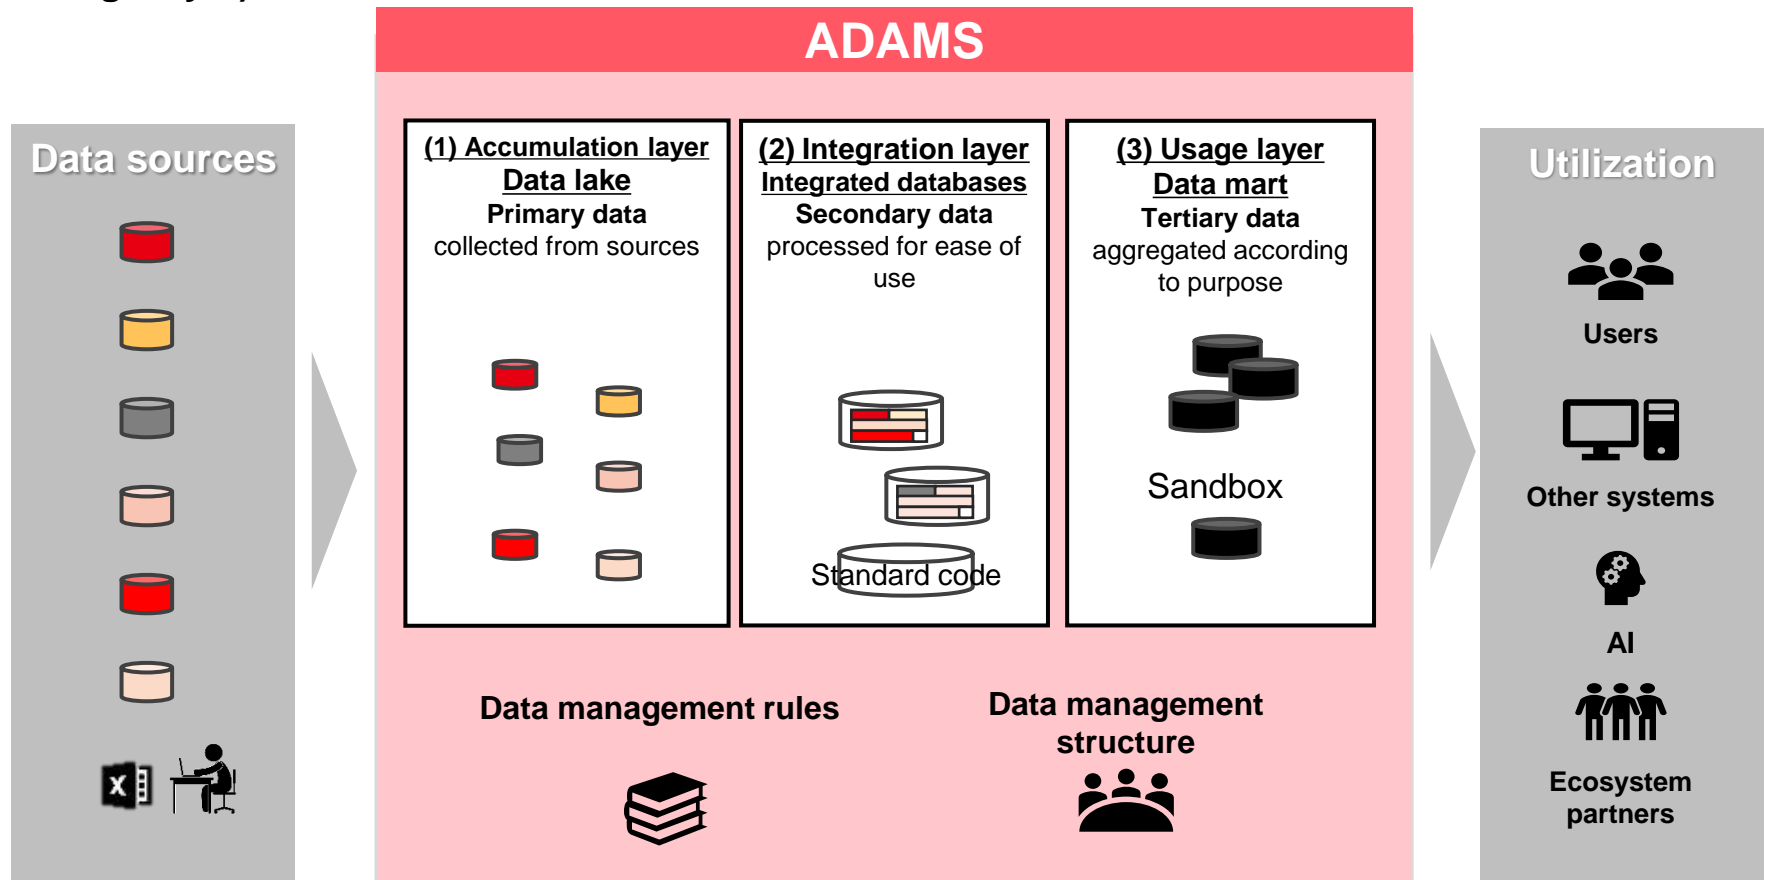 ADAMS
Data sources
(1) Accumulation layer
Data lake
Primary data
collected from sources
(2) Integration layer
Integrated databases
Secondary data
processed for ease of
use
Standard code
(3) Usage layer
Data mart
Tertiary data
aggregated according
to purpose
Sandbox
Data management rules
Data management
structure
Utilization
Users
Other systems
AI
Ecosystem
partners
X